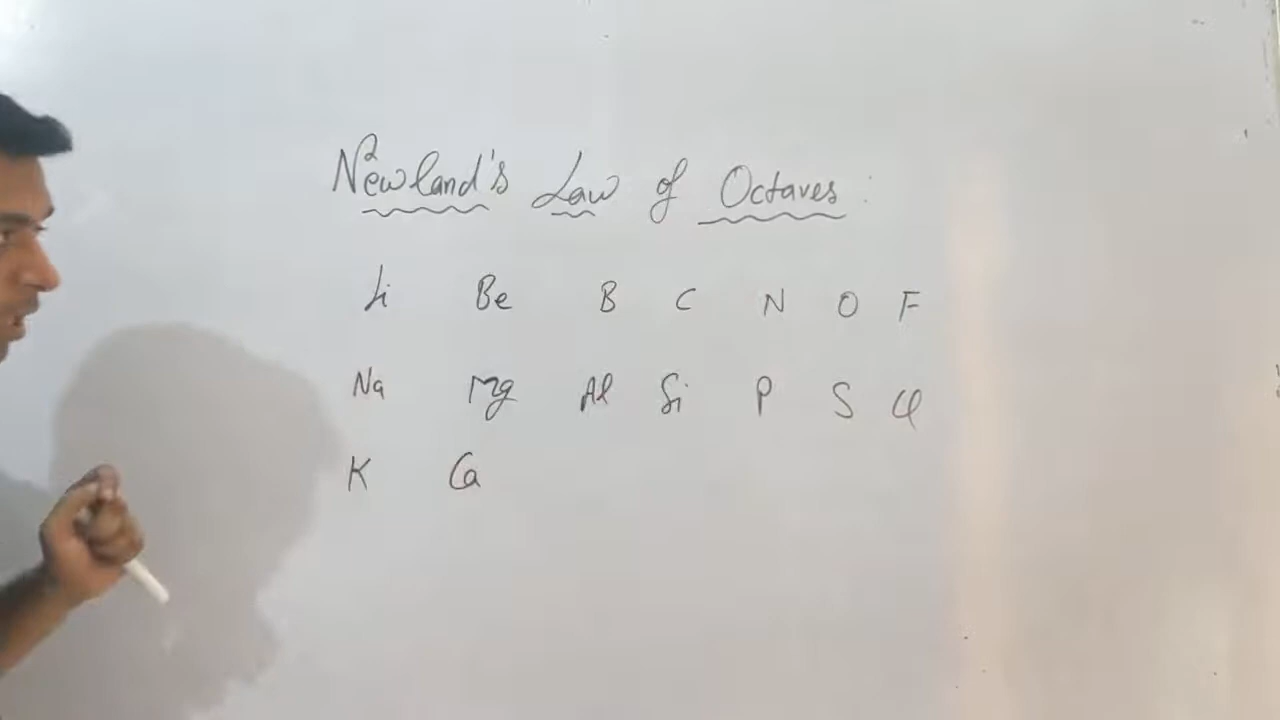 Newland's Law of Octaves :
Li Be B C N O F
Na Mg Al Si P S Cl
K Ca